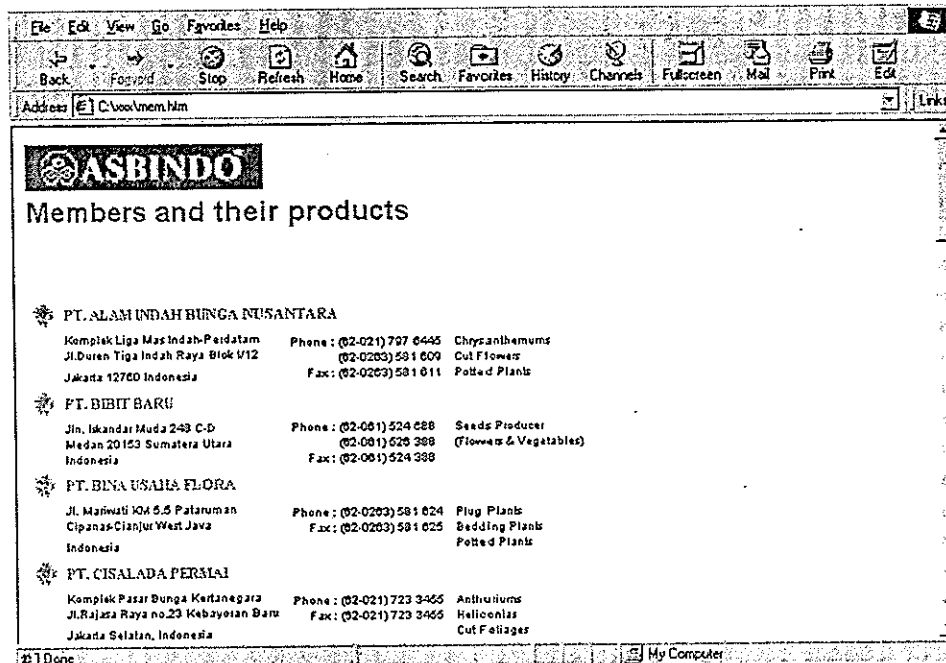 File Edit View Go Favorites Help
Back Forward Stop Refresh Home Search Favorites History Channels Fullscreen Mail Print Edit
Address C:\xxx\mem.htm Links
ASBINDO
Members and their products
PT. ALAM INDAH BUNGA NUSANTARA
Komplek Liga Mas Indah-Perdatam Phone : (62-021) 797 6445 Chrysanthemums
Jl.Duren Tiga Indah Raya Blok I/12 (62-0263) 581 609 Cut Flowers
Jakarta 12760 Indonesia Fax : (62-0263) 581 611 Potted Plants
PT. BIBIT BARU
Jln. Iskandar Muda 248 C-D Phone : (62-061) 524 688 Seeds Producer
Medan 20153 Sumatera Utara (62-061) 526 388 (Flowers & Vegetables)
Indonesia Fax : (62-061) 524 388
PT. BINA USAHA FLORA
Jl. Mariwati KM 5.5 Pataruman Phone : (62-0263) 581 624 Plug Plants
Cipanas-Cianjur West Java Fax : (62-0263) 581 625 Bedding Plants
Indonesia Potted Plants
PT. CISALADA PERMAI
Komplek Pasar Bunga Kertanegara Phone : (62-021) 723 3455 Anthuriums
Jl.Rajasa Raya no.23 Kebayoran Baru Fax : (62-021) 723 3455 Heliconias
Jakarta Selatan, Indonesia Cut Foliages
Done My Computer